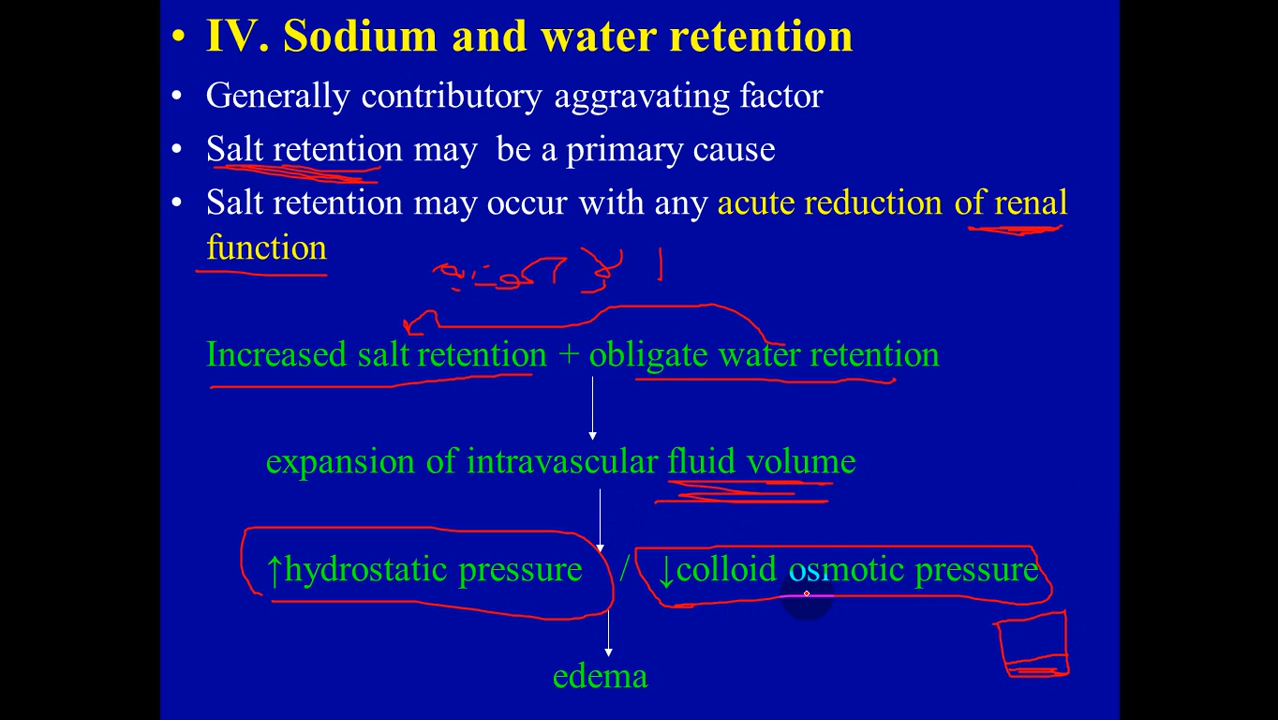 • IV. Sodium and water retention
• Generally contributory aggravating factor
• Salt retention may be a primary cause
• Salt retention may occur with any acute reduction of renal
function
Increased salt retention + obligate water retention
expansion of intravascular fluid volume
↑hydrostatic pressure / ↓colloid osmotic pressure
edema